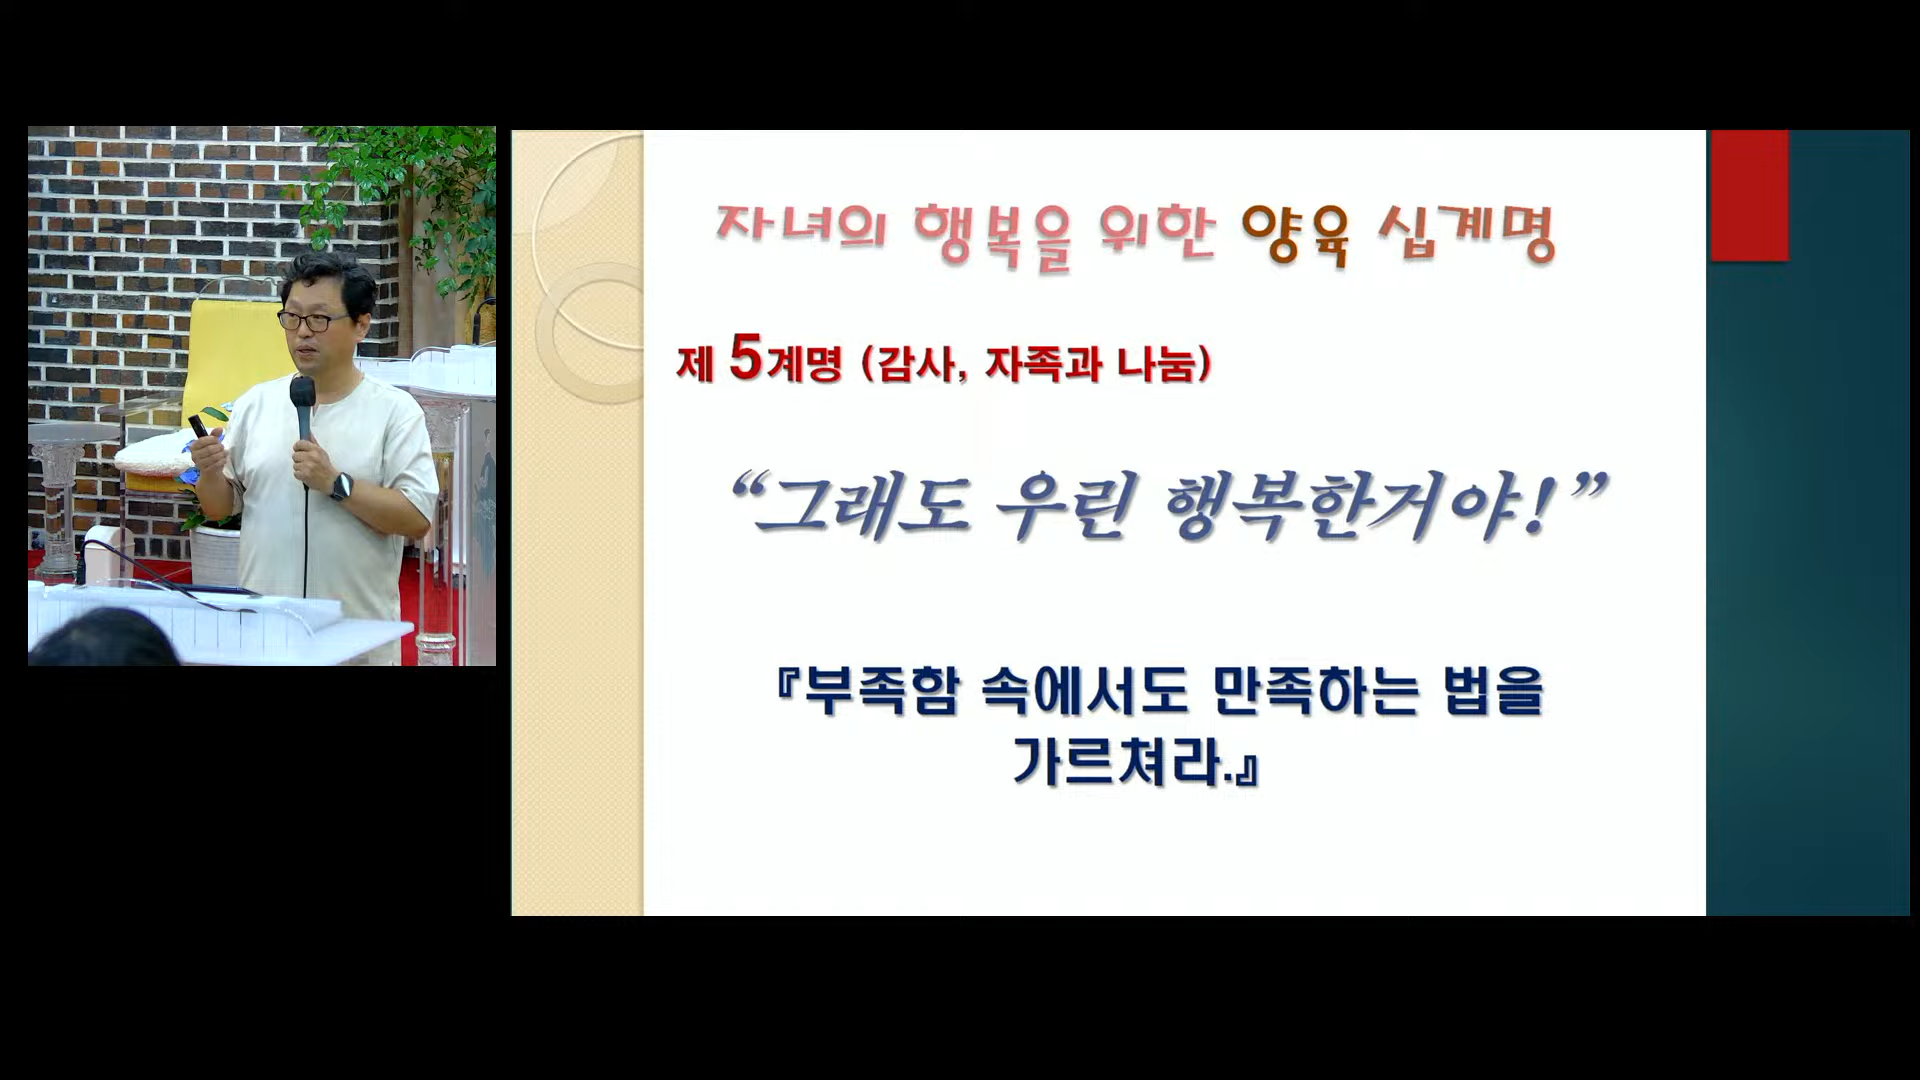 자녀의 행복을 위한 양육 십계명
제 5계명 (감사, 자족과 나눔)
“그래도 우린 행복한거야!”
『부족함 속에서도 만족하는 법을
가르쳐라.』